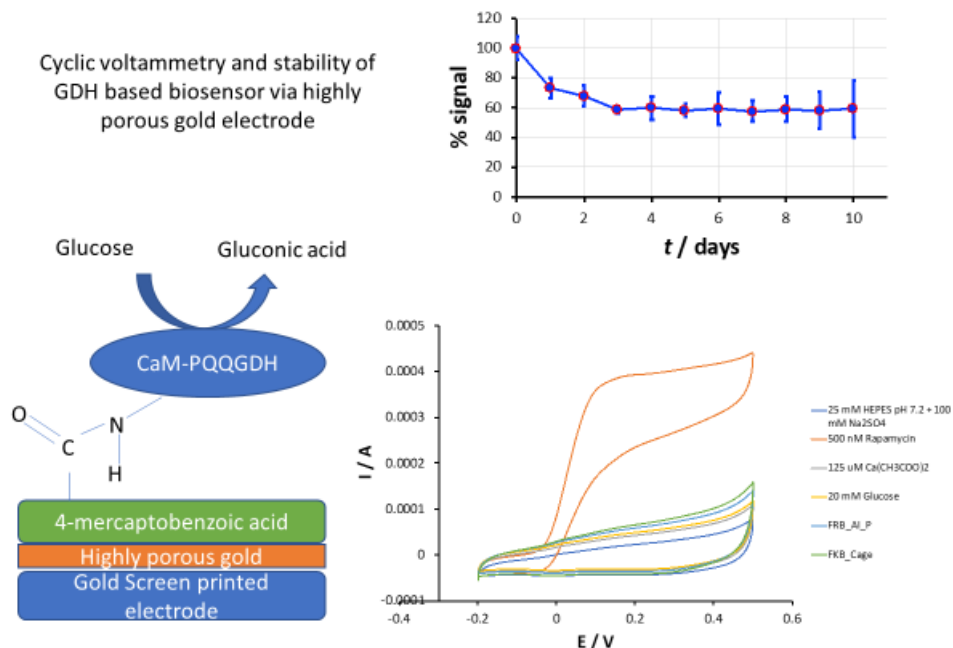 Cyclic voltammetry and stability of
GDH based biosensor via highly
porous gold electrode
% signal
120
100
80
60
40
20
0
0 2 4 6 8 10
t / days
Glucose
Gluconic acid
CaM-PQQGDH
O
C
N
H
4-mercaptobenzoic acid
Highly porous gold
Gold Screen printed
electrode
I / A
0.0005
0.0004
0.0003
0.0002
0.0001
0
-0.0001
-0.4 -0.2 0 0.2 0.4 0.6
E / V
25 mM HEPES pH 7.2 + 100
mM Na2SO4
500 nM Rapamycin
125 uM Ca(CH3COO)2
20 mM Glucose
FRB_AI_P
FKB_Cage